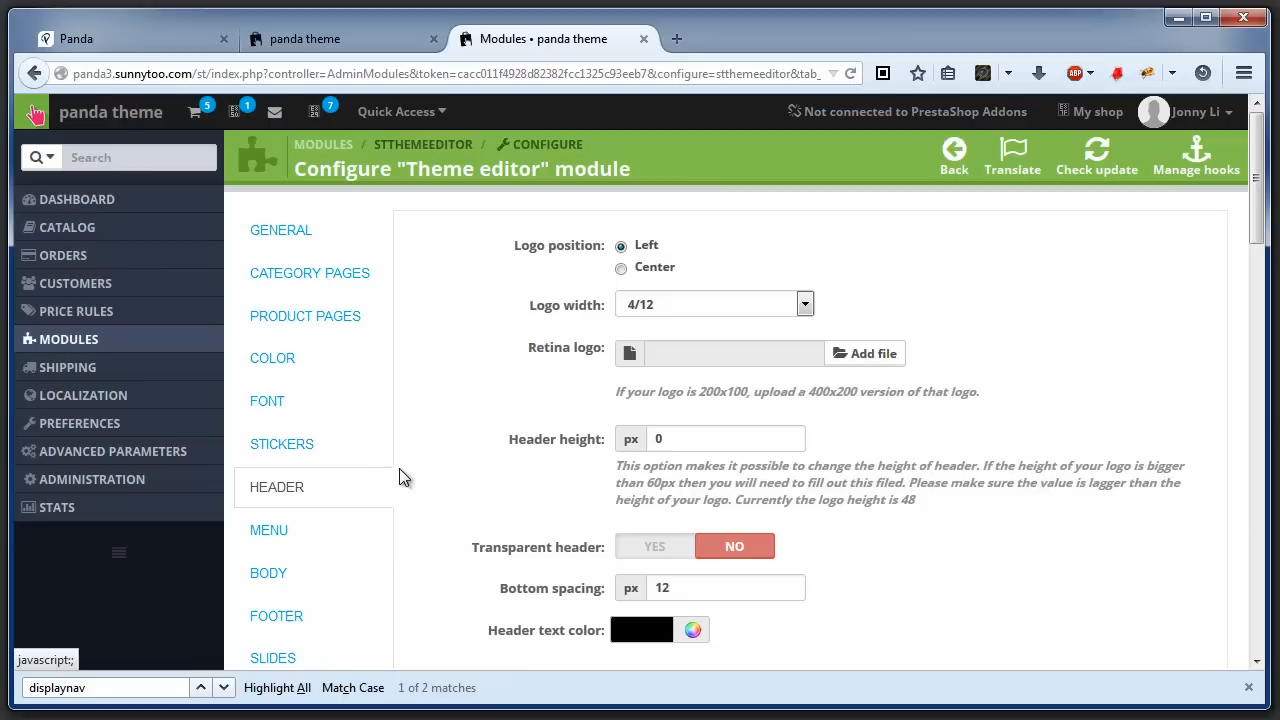 Panda
panda theme
Modules • panda theme
panda3.sunnytoo.com/st/index.php?controller=AdminModules&token=cacc011f4928d82382fcc1325c93eeb7&configure=stthemeeditor&tab_
ABP
panda theme 5 1 7 Quick Access Not connected to PrestaShop Addons My shop Jonny Li
Search
MODULES / STTHEMEEDITOR / CONFIGURE
Configure "Theme editor" module
Back Translate Check update Manage hooks
DASHBOARD
CATALOG
ORDERS
CUSTOMERS
PRICE RULES
MODULES
SHIPPING
LOCALIZATION
PREFERENCES
ADVANCED PARAMETERS
ADMINISTRATION
STATS
GENERAL
CATEGORY PAGES
PRODUCT PAGES
COLOR
FONT
STICKERS
HEADER
MENU
BODY
FOOTER
SLIDES
Logo position: Left
Center
Logo width: 4/12
Retina logo: Add file
If your logo is 200x100, upload a 400x200 version of that logo.
Header height: px 0
This option makes it possible to change the height of header. If the height of your logo is bigger
than 60px then you will need to fill out this filed. Please make sure the value is lagger than the
height of your logo. Currently the logo height is 48
Transparent header: YES NO
Bottom spacing: px 12
Header text color:
javascript:;
displaynav Highlight All Match Case 1 of 2 matches